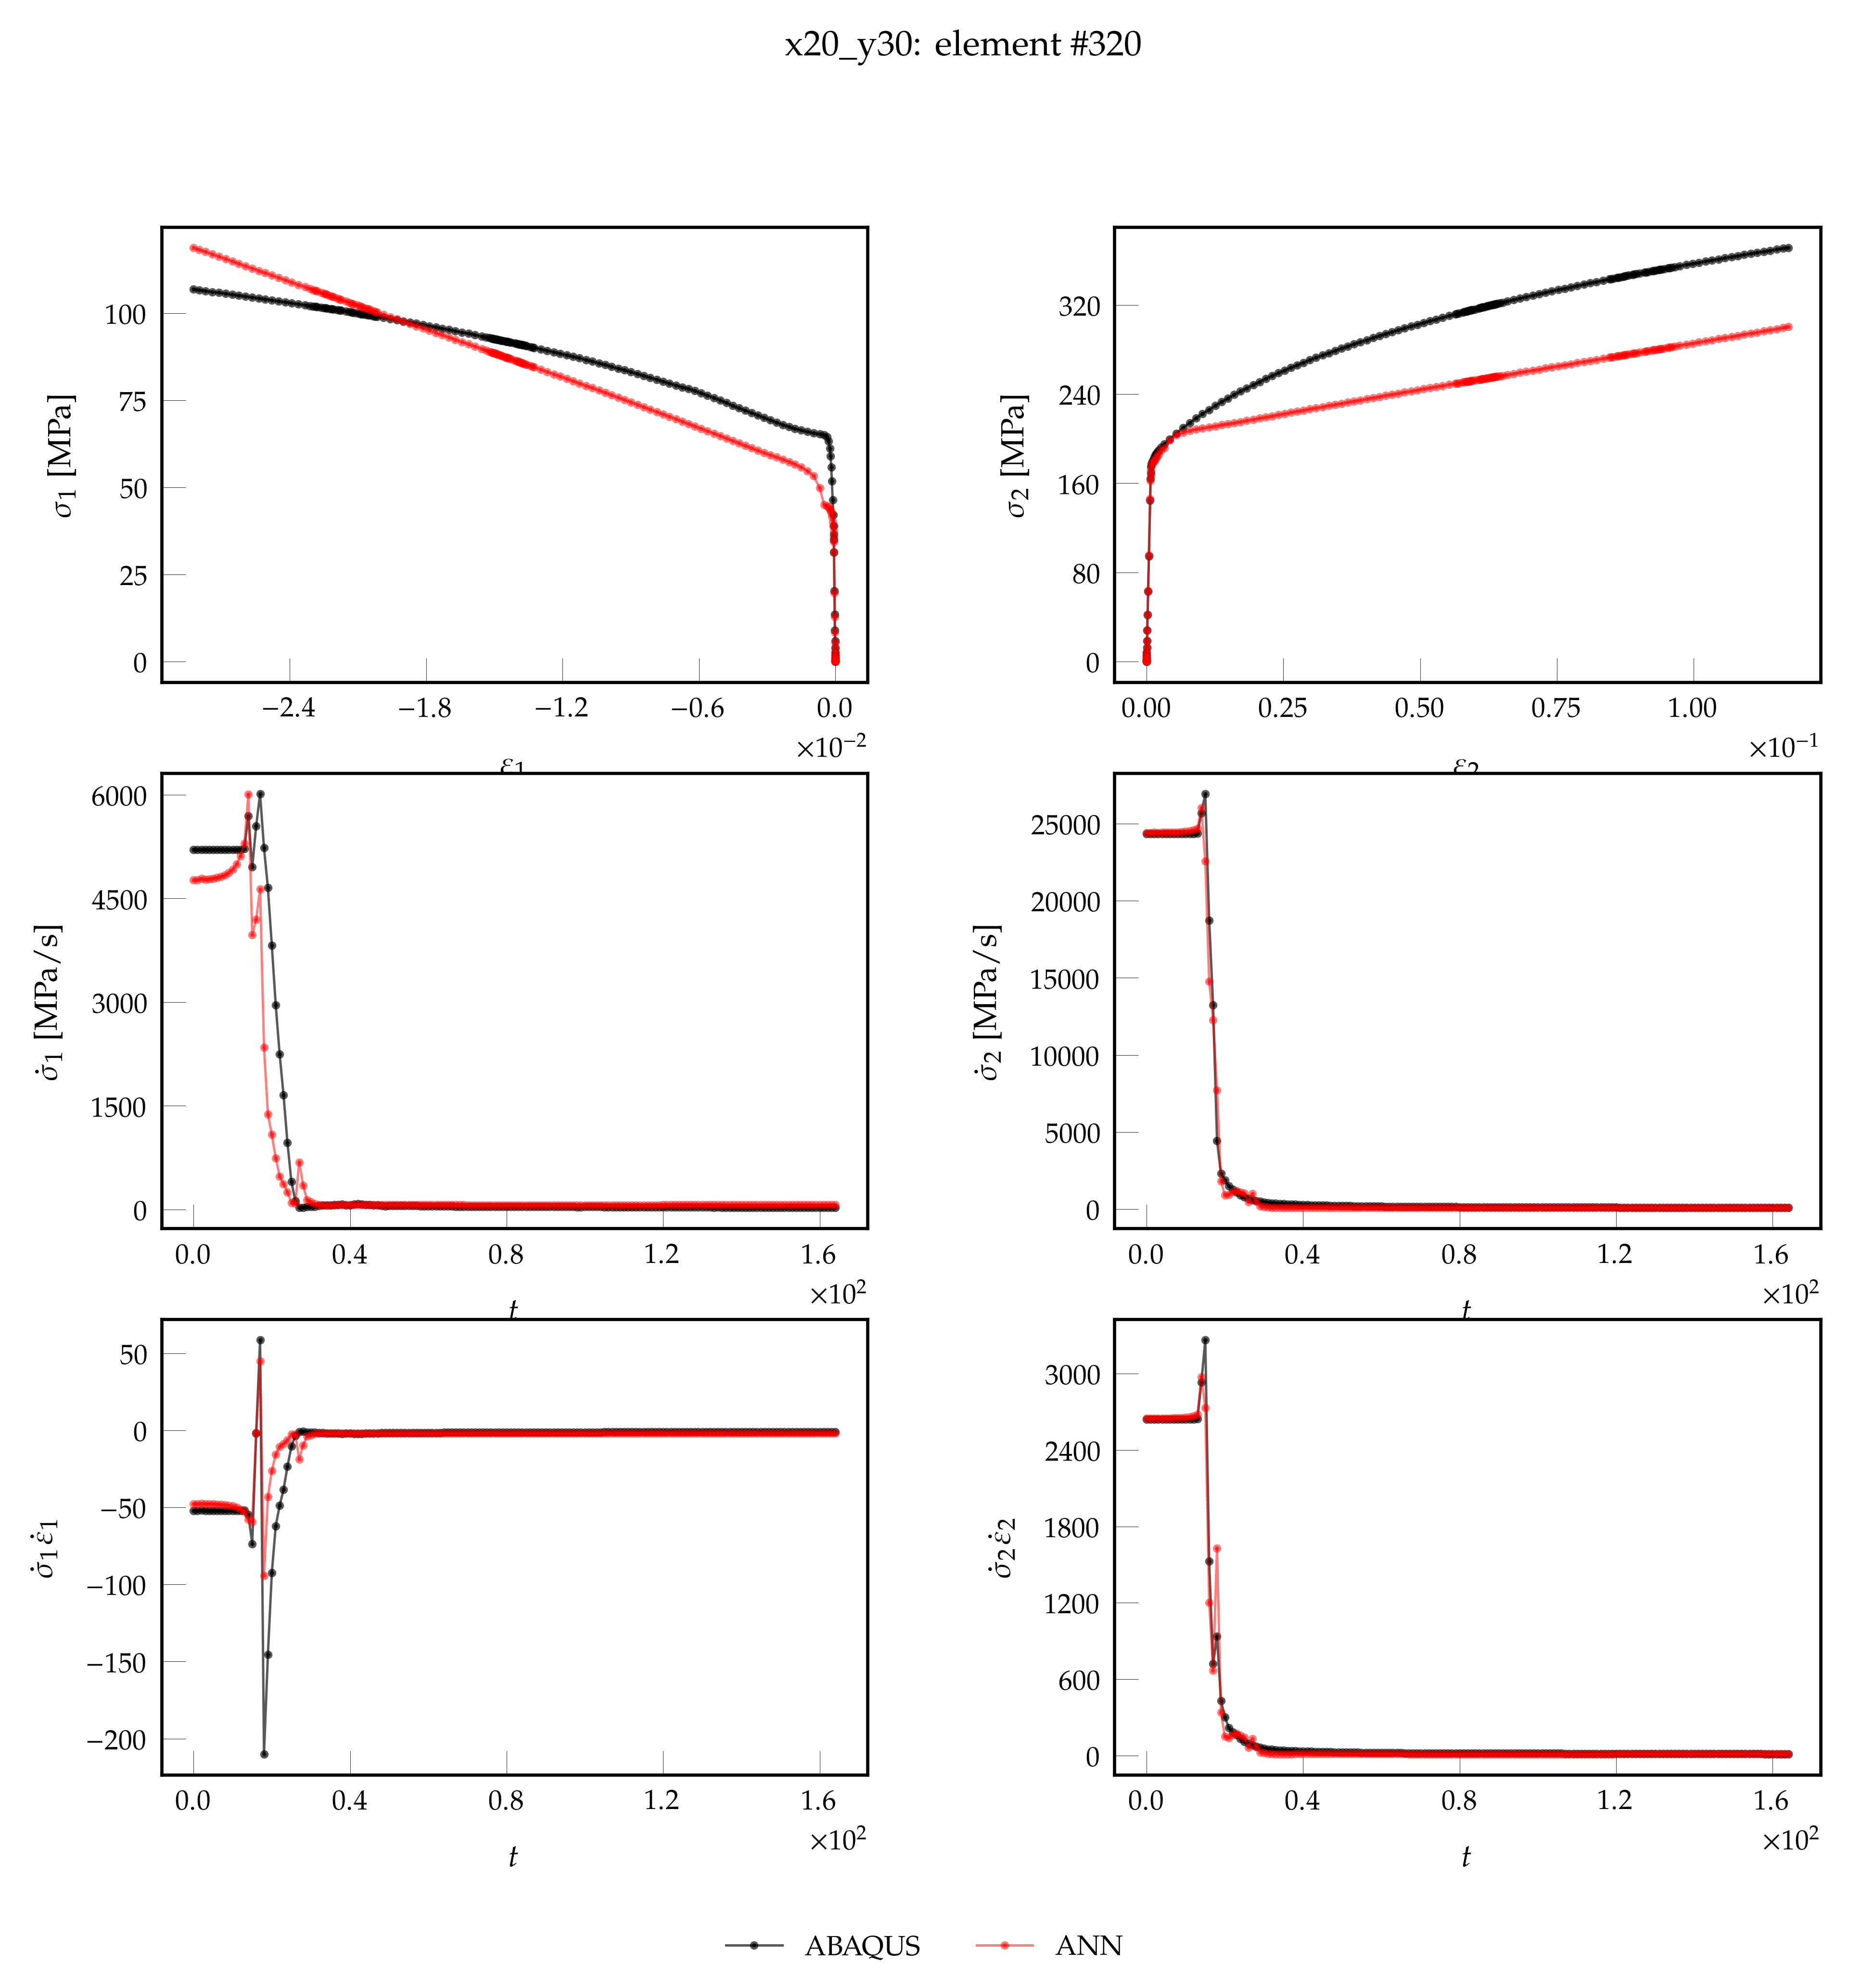 x20_y30: element #320
σ₁ [MPa]
100
75
50
25
0
−2.4 −1.8 −1.2 −0.6 0.0
×10⁻²
ε₁
σ₂ [MPa]
320
240
160
80
0
0.00 0.25 0.50 0.75 1.00
×10⁻¹
ε₂
σ̇₁ [MPa/s]
6000
4500
3000
1500
0
0.0 0.4 0.8 1.2 1.6
×10²
t
σ̇₂ [MPa/s]
25000
20000
15000
10000
5000
0
0.0 0.4 0.8 1.2 1.6
×10²
t
σ̇₁ε̇₁
50
0
−50
−100
−150
−200
0.0 0.4 0.8 1.2 1.6
×10²
t
σ̇₂ε̇₂
3000
2400
1800
1200
600
0
0.0 0.4 0.8 1.2 1.6
×10²
t
ABAQUS ANN